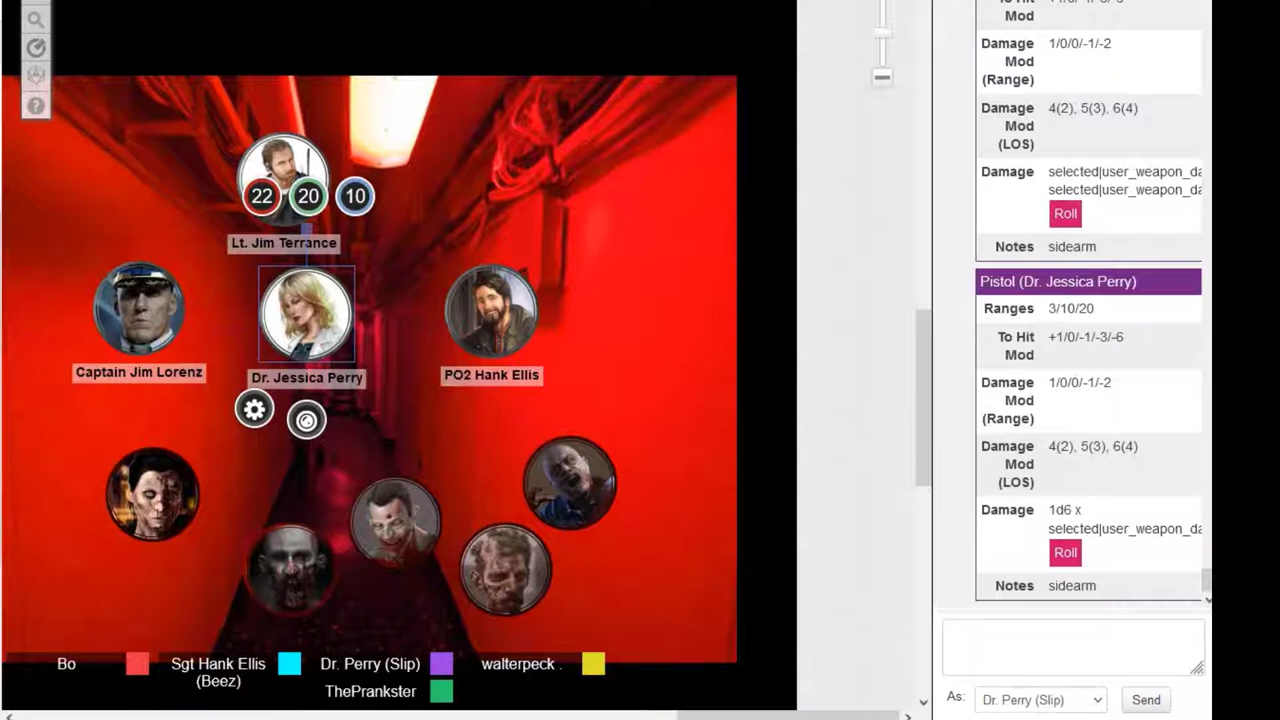 22 20 10
Lt. Jim Terrance
Captain Jim Lorenz
Dr. Jessica Perry
PO2 Hank Ellis
Bo
Sgt Hank Ellis
(Beez)
Dr. Perry (Slip)
walterpeck .
ThePrankster
Mod
Damage 1/0/0/-1/-2
Mod
(Range)
Damage 4(2), 5(3), 6(4)
Mod
(LOS)
Damage selected|user_weapon_da
selected|user_weapon_da
Roll
Notes sidearm
Pistol (Dr. Jessica Perry)
Ranges 3/10/20
To Hit +1/0/-1/-3/-6
Mod
Damage 1/0/0/-1/-2
Mod
(Range)
Damage 4(2), 5(3), 6(4)
Mod
(LOS)
Damage 1d6 x
selected|user_weapon_da
Roll
Notes sidearm
As: Dr. Perry (Slip) Send